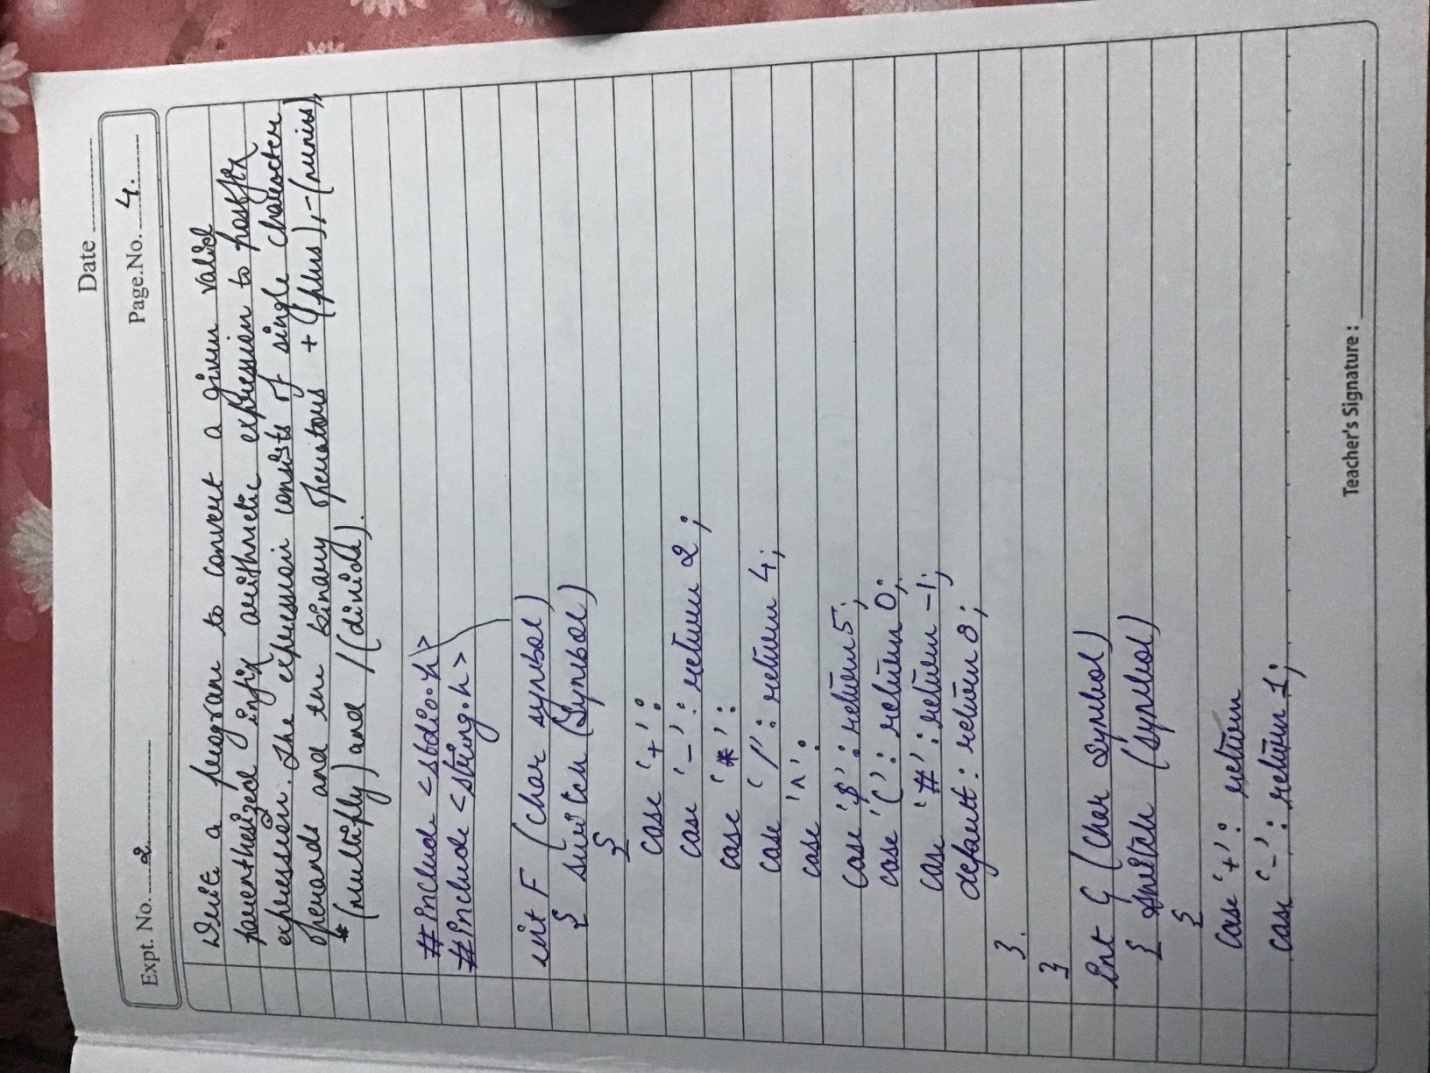 Date
Expt. No. 2
Page.No. 4.
Write a program to convert a given valid
parenthesized infix arithmetic expression to postfix
expression. The expression consists of single character
operands and the binary operators + (plus), - (minus),
* (multiply) and / (divide).
#include <stdio.h>
#include <string.h>
int F (char symbol)
{ switch (symbol)
{
case '+':
case '-': return 2;
case '*':
case '/': return 4;
case '^':
case '$': return 5;
case '(': return 0;
case '#': return -1;
default: return 8;
}.
}
int G (char symbol)
{ switch (symbol)
{
case '+': return
case '-': return 1;
Teacher's Signature :